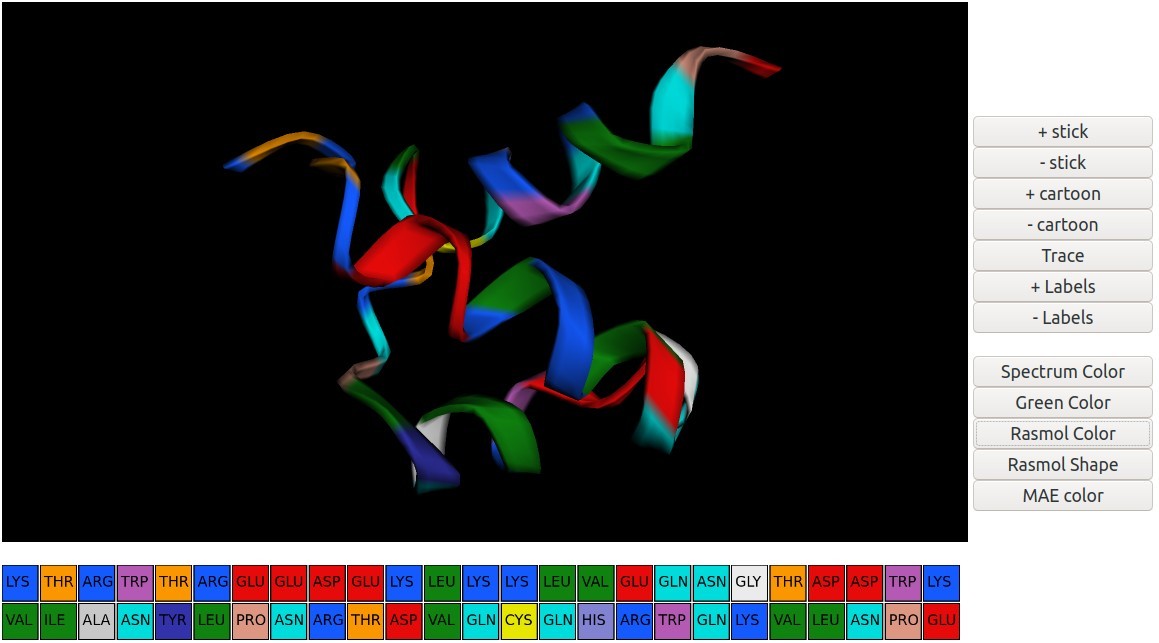 + stick
- stick
+ cartoon
- cartoon
Trace
+ Labels
- Labels
Spectrum Color
Green Color
Rasmol Color
Rasmol Shape
MAE color
LYS THR ARG TRP THR ARG GLU GLU ASP GLU LYS LEU LYS LYS LEU VAL GLU GLN ASN GLY THR ASP ASP TRP LYS
VAL ILE ALA ASN TYR LEU PRO ASN ARG THR ASP VAL GLN CYS GLN HIS ARG TRP GLN LYS VAL LEU ASN PRO GLU